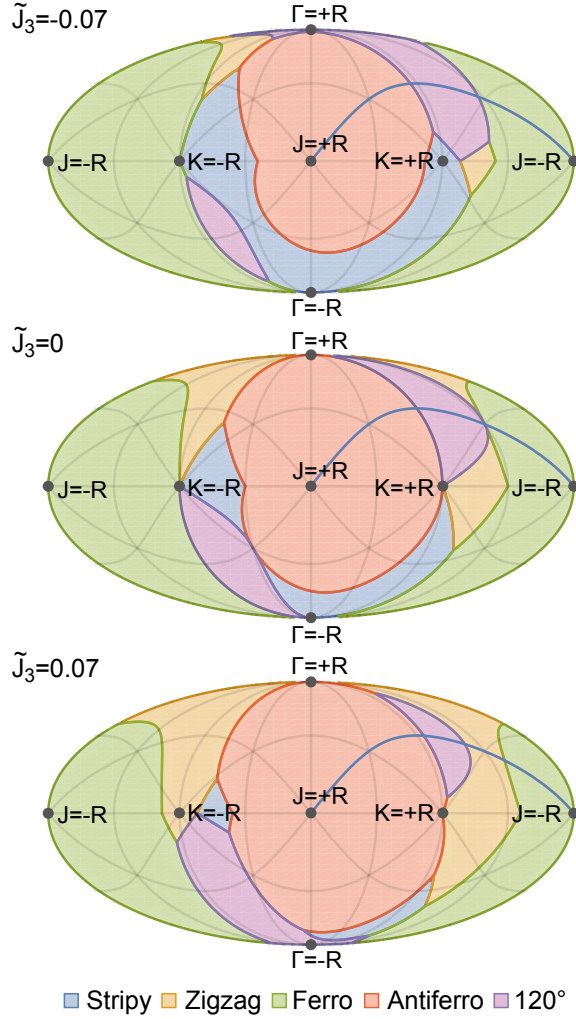 J̃₃=-0.07
Γ=+R
J=-R K=-R J=+R K=+R J=-R
Γ=-R
J̃₃=0
Γ=+R
J=-R K=-R J=+R K=+R J=-R
Γ=-R
J̃₃=0.07
Γ=+R
J=-R K=-R J=+R K=+R J=-R
Γ=-R
Stripy Zigzag Ferro Antiferro 120°